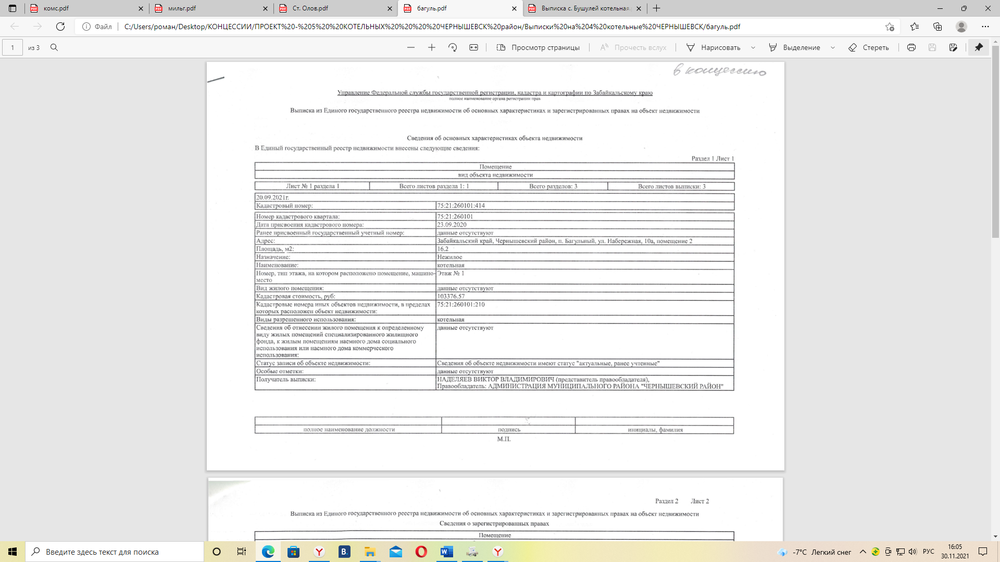 комс.pdf
мильг.pdf
Ст. Олов.pdf
багуль.pdf
Выписка с. Бушулей котельная.
Файл
C:/Users/роман/Desktop/КОНЦЕССИИ/ПРОЕКТ%20-%205%20%20КОТЕЛЬНЫХ%20%20%20%20ЧЕРНЫШЕВСК%20район/Выписки%20на%204%20котельные%20ЧЕРНЫШЕВСК/багуль.pdf
1 из 3
Просмотр страницы
Прочесть вслух
Нарисовать
Выделение
Стереть
в концессию
Управление Федеральной службы государственной регистрации, кадастра и картографии по Забайкальскому краю
полное наименование органа регистрации прав
Выписка из Единого государственного реестра недвижимости об основных характеристиках и зарегистрированных правах на объект недвижимости
Сведения об основных характеристиках объекта недвижимости
В Единый государственный реестр недвижимости внесены следующие сведения:
Раздел 1 Лист 1
Помещение
вид объекта недвижимости
Лист № 1 раздела 1 Всего листов раздела 1: 1 Всего разделов: 3 Всего листов выписки: 3
20.09.2021г.
Кадастровый номер: 75:21:260101:414
Номер кадастрового квартала: 75:21:260101
Дата присвоения кадастрового номера: 23.09.2020
Ранее присвоенный государственный учетный номер: данные отсутствуют
Адрес: Забайкальский край, Чернышевский район, п. Багульный, ул. Набережная, 10а, помещение 2
Площадь, м2: 16.2
Назначение: Нежилое
Наименование: котельная
Номер, тип этажа, на котором расположено помещение, машино- Этаж № 1
место
Вид жилого помещения: данные отсутствуют
Кадастровая стоимость, руб: 103376.57
Кадастровые номера иных объектов недвижимости, в пределах 75:21:260101:210
которых расположен объект недвижимости:
Виды разрешенного использования: котельная
Сведения об отнесении жилого помещения к определенному данные отсутствуют
виду жилых помещений специализированного жилищного
фонда, к жилым помещениям наемного дома социального
использования или наемного дома коммерческого
использования:
Статус записи об объекте недвижимости: Сведения об объекте недвижимости имеют статус "актуальные, ранее учтенные"
Особые отметки: данные отсутствуют
Получатель выписки: НАДЕЛЯЕВ ВИКТОР ВЛАДИМИРОВИЧ (представитель правообладателя),
Правообладатель: АДМИНИСТРАЦИЯ МУНИЦИПАЛЬНОГО РАЙОНА "ЧЕРНЫШЕВСКИЙ РАЙОН"
полное наименование должности подпись инициалы, фамилия
М.П.
Раздел 2 Лист 2
Выписка из Единого государственного реестра недвижимости об основных характеристиках и зарегистрированных правах на объект недвижимости
Сведения о зарегистрированных правах
Помещение
Введите здесь текст для поиска
-7°C Легкий снег
РУС
16:05
30.11.2021